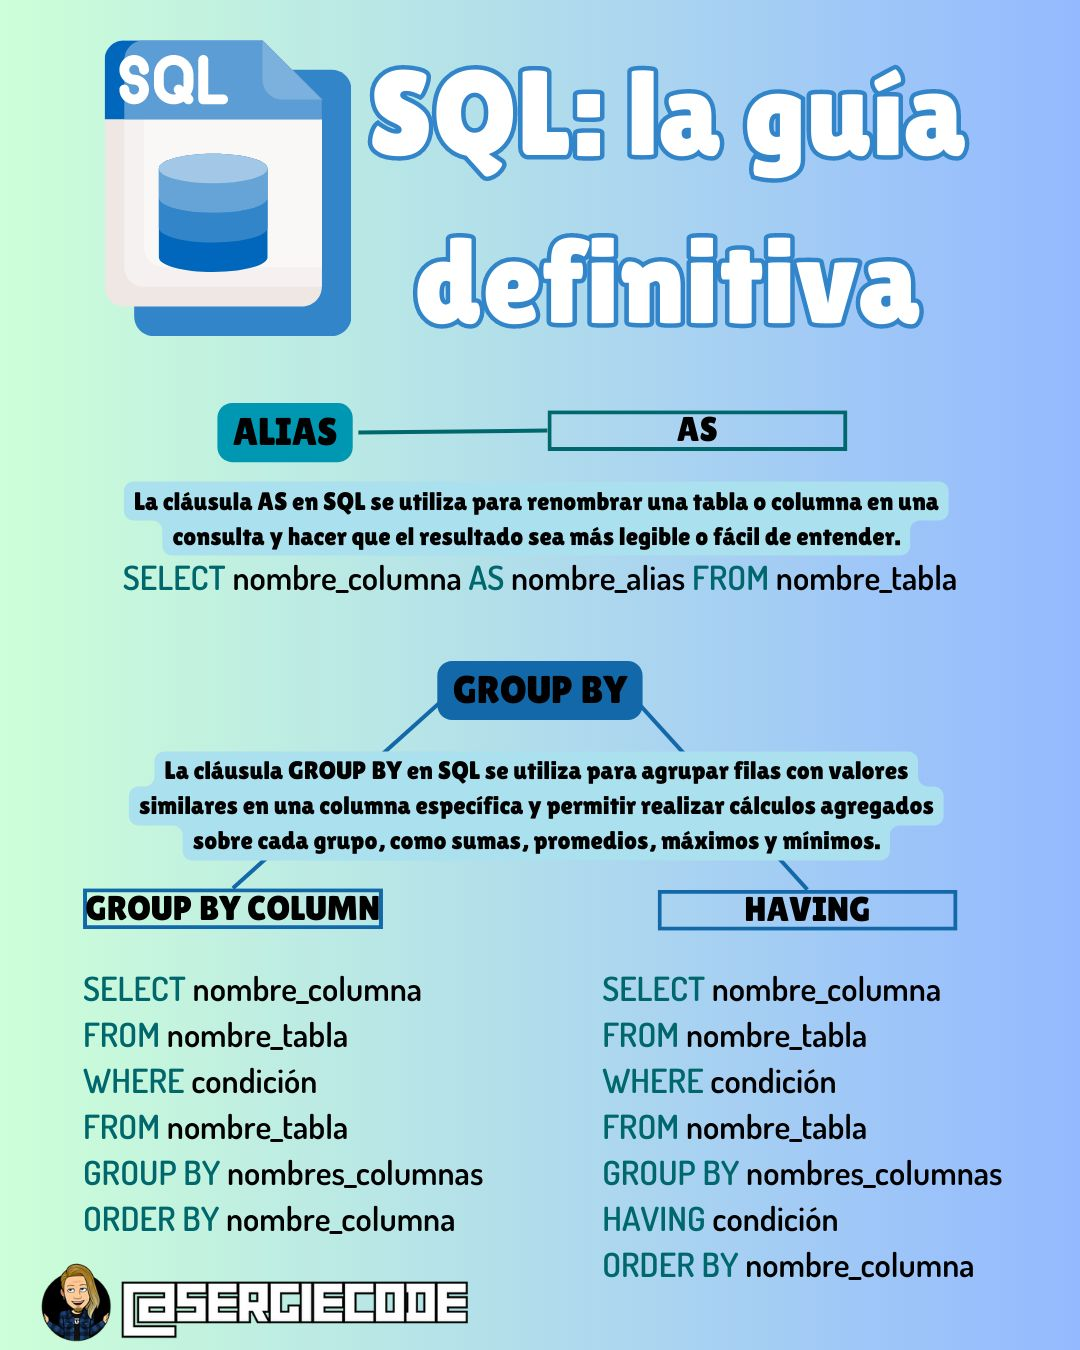 SQL
SQL: la guía
definitiva
ALIAS
AS
La cláusula AS en SQL se utiliza para renombrar una tabla o columna en una
consulta y hacer que el resultado sea más legible o fácil de entender.
SELECT nombre_columna AS nombre_alias FROM nombre_tabla
GROUP BY
La cláusula GROUP BY en SQL se utiliza para agrupar filas con valores
similares en una columna específica y permitir realizar cálculos agregados
sobre cada grupo, como sumas, promedios, máximos y mínimos.
GROUP BY COLUMN
SELECT nombre_columna
FROM nombre_tabla
WHERE condición
FROM nombre_tabla
GROUP BY nombres_columnas
ORDER BY nombre_columna
HAVING
SELECT nombre_columna
FROM nombre_tabla
WHERE condición
FROM nombre_tabla
GROUP BY nombres_columnas
HAVING condición
ORDER BY nombre_columna
@SERGIECODE